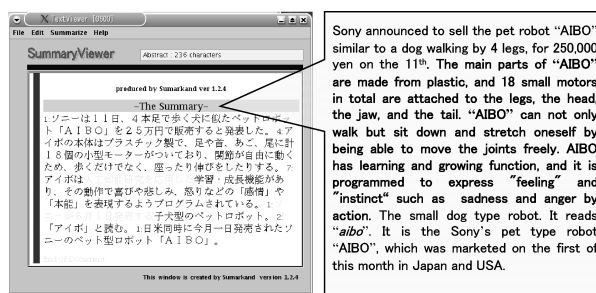 X TextViewer [0500]
File Edit Summarize Help
SummaryViewer
Abstract : 236 characters
produced by Sumarkand ver 1.2.4
-The Summary-
1:ソニーは１１日、４本足で歩く犬に似たペットロボッ
ト「ＡＩＢＯ」を２５万円で販売すると発表した。4:ア
イボの本体はプラスチック製で、足や首、あご、尾に計
１８個の小型モーターがついており、関節が自由に動く
ため、歩くだけでなく、座ったり伸びをしたりする。7:
アイボは 学習・成長機能があ
り、その動作で喜びや悲しみ、怒りなどの「感情」や
「本能」を表現するようプログラムされている。1:
子犬型のペットロボット。2:
「アイボ」と読む。1:日米同時に今月一日発売されたソ
ニーのペット型ロボット「ＡＩＢＯ」。
End of Document
This window is created by Sumarkand version 1.2.4
Sony announced to sell the pet robot “AIBO”
similar to a dog walking by 4 legs, for 250,000
yen on the 11th. The main parts of “AIBO”
are made from plastic, and 18 small motors
in total are attached to the legs, the head,
the jaw, and the tail. “AIBO” can not only
walk but sit down and stretch oneself by
being able to move the joints freely. AIBO
has learning and growing function, and it is
programmed to express ″feeling″ and
″instinct“ such as sadness and anger by
action. The small dog type robot. It reads
“aibo”. It is the Sony’s pet type robot
“AIBO”, which was marketed on the first of
this month in Japan and USA.